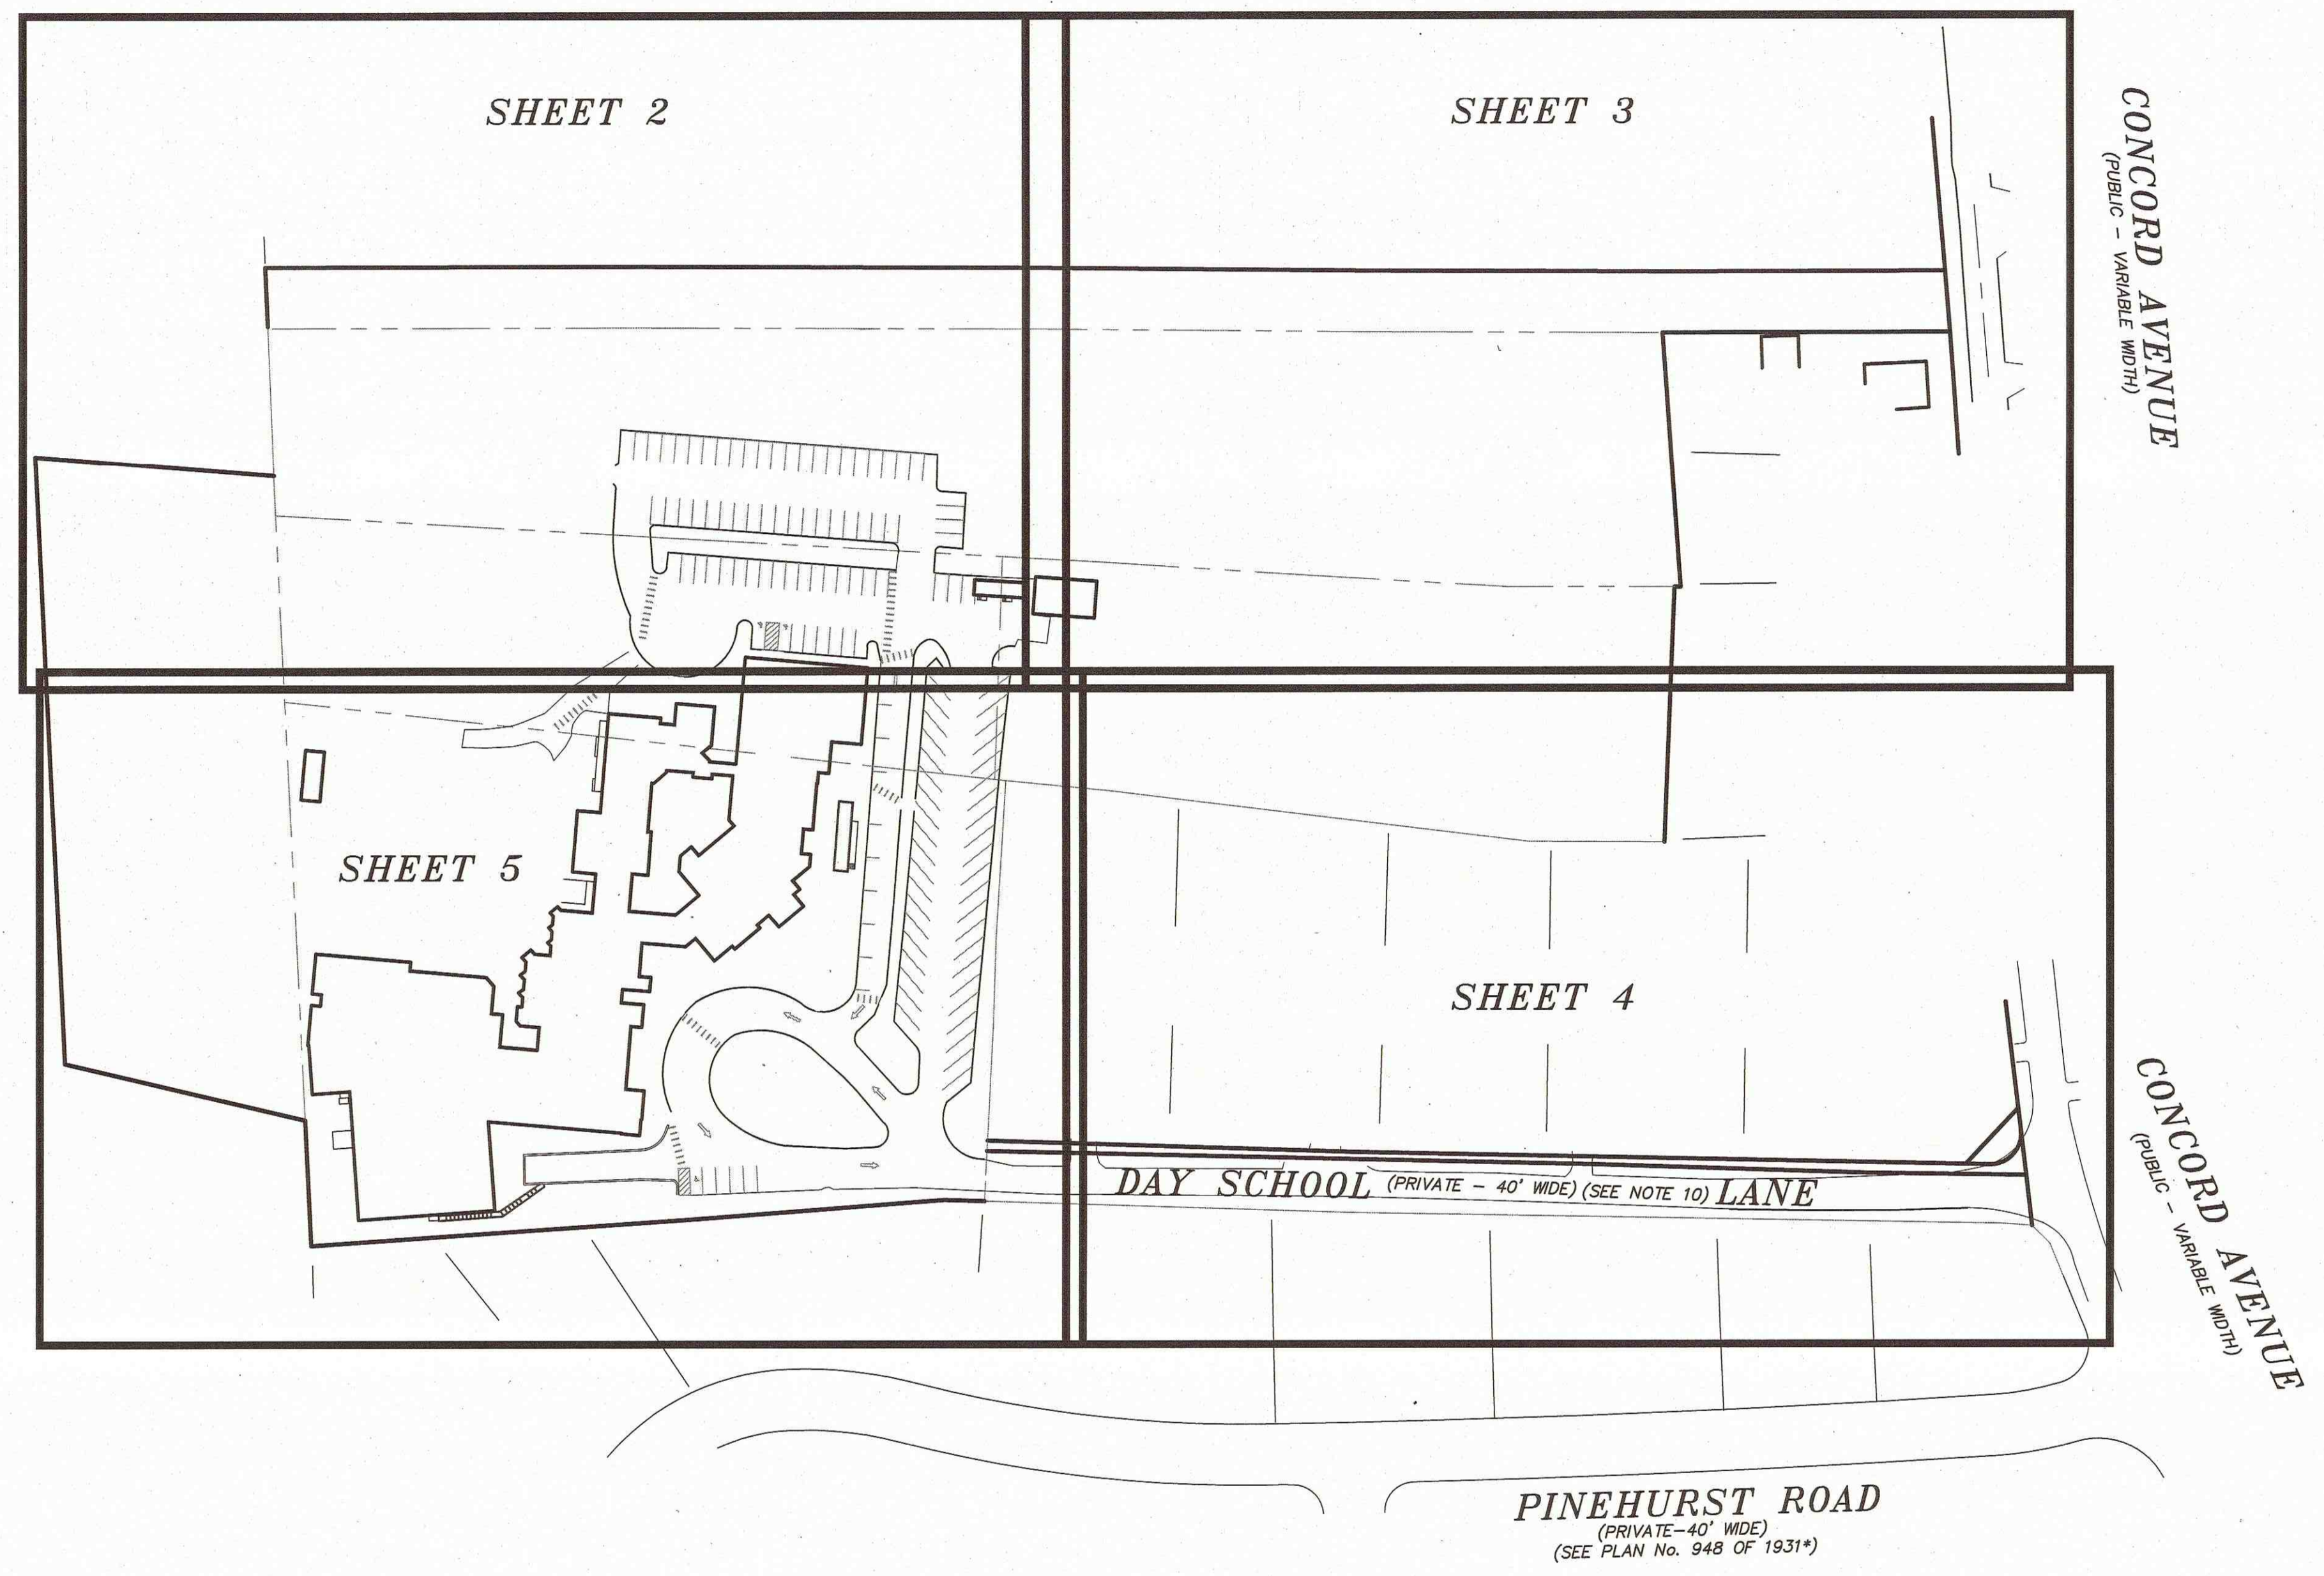 SHEET 2
SHEET 3
CONCORD AVENUE
(PUBLIC – VARIABLE WIDTH)
SHEET 5
SHEET 4
CONCORD AVENUE
(PUBLIC – VARIABLE WIDTH)
DAY SCHOOL (PRIVATE – 40' WIDE) (SEE NOTE 10) LANE
PINEHURST ROAD
(PRIVATE–40' WIDE)
(SEE PLAN No. 948 OF 1931*)